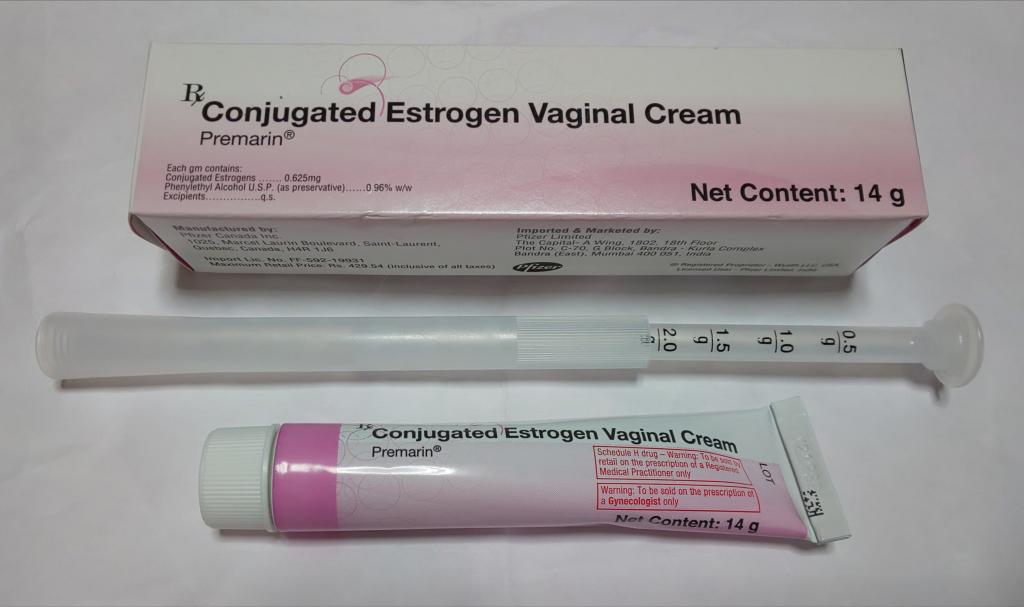 Rx
Conjugated Estrogen Vaginal Cream
Premarin®
Each gm contains:
Conjugated Estrogens ....... 0.625mg
Phenylethyl Alcohol U.S.P. (as preservative)......0.96% w/w
Excipients................q.s.
Net Content: 14 g
Manufactured by:
Pfizer Canada Inc.
1025, Marcel Laurin Boulevard, Saint-Laurent,
Quebec, Canada, H4R 1J6
Import Lic. No. FF-592-19931
Maximum Retail Price: Rs. 429.54 (inclusive of all taxes)
Imported & Marketed by:
Pfizer Limited
The Capital- A Wing, 1802, 18th Floor
Plot No. C-70, G Block, Bandra - Kurla Complex
Bandra (East), Mumbai 400 051, India
Pfizer
® Registered Proprietor - Wyeth LLC, USA
Licensed User - Pfizer Limited, India
2.0 g
1.5 g
1.0 g
0.5 g
Rx
Conjugated Estrogen Vaginal Cream
Premarin®
Schedule H drug – Warning: To be sold by
retail on the prescription of a Registered
Medical Practitioner only
Warning: To be sold on the prescription of
a Gynecologist only
Net Content: 14 g
LOT